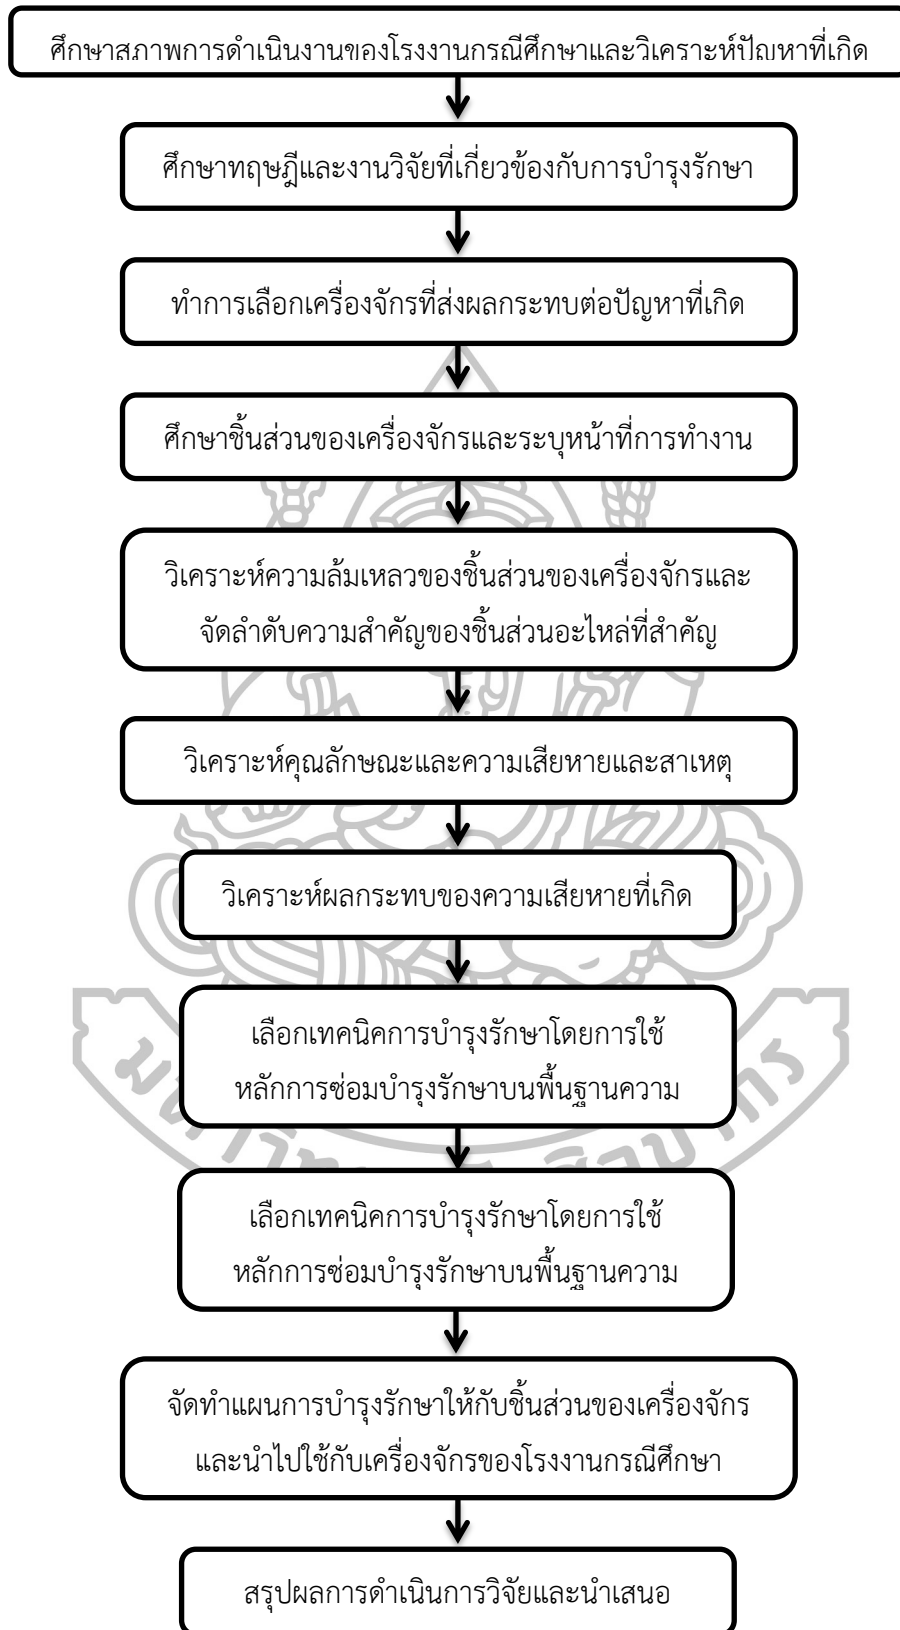 ศึกษาสภาพการดำเนินงานของโรงงานกรณีศึกษาและวิเคราะห์ปัญหาที่เกิด
ศึกษาทฤษฎีและงานวิจัยที่เกี่ยวข้องกับการบำรุงรักษา
ทำการเลือกเครื่องจักรที่ส่งผลกระทบต่อปัญหาที่เกิด
ศึกษาชิ้นส่วนของเครื่องจักรและระบุหน้าที่การทำงาน
วิเคราะห์ความล้มเหลวของชิ้นส่วนของเครื่องจักรและ
จัดลำดับความสำคัญของชิ้นส่วนอะไหล่ที่สำคัญ
วิเคราะห์คุณลักษณะและความเสียหายและสาเหตุ
วิเคราะห์ผลกระทบของความเสียหายที่เกิด
เลือกเทคนิคการบำรุงรักษาโดยการใช้
หลักการซ่อมบำรุงรักษาบนพื้นฐานความ
เลือกเทคนิคการบำรุงรักษาโดยการใช้
หลักการซ่อมบำรุงรักษาบนพื้นฐานความ
จัดทำแผนการบำรุงรักษาให้กับชิ้นส่วนของเครื่องจักร
และนำไปใช้กับเครื่องจักรของโรงงานกรณีศึกษา
สรุปผลการดำเนินการวิจัยและนำเสนอ